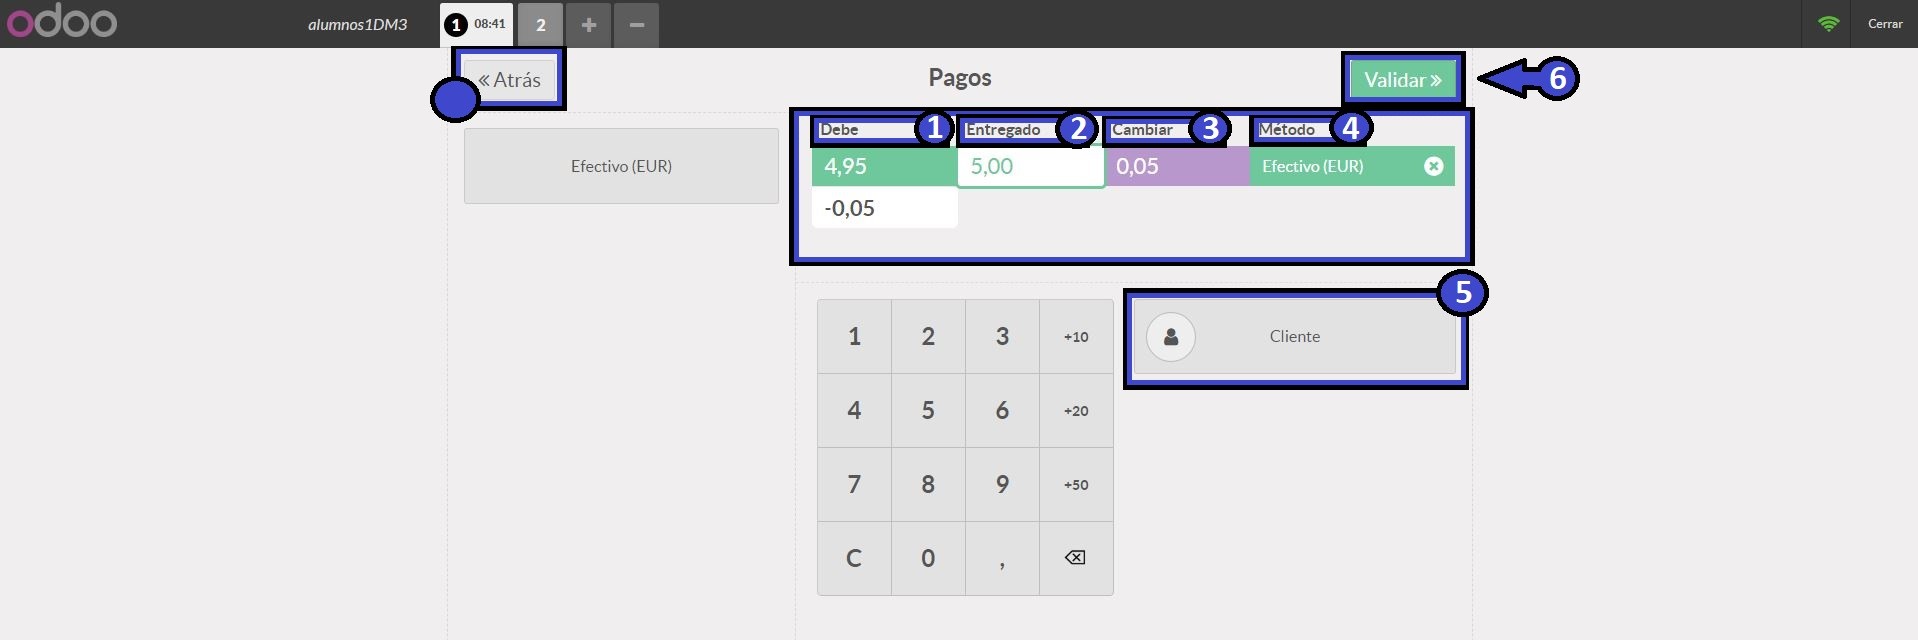 odoo alumnos1DM3 1 08:41 2 + − Cerrar
« Atrás Pagos Validar » 6
Debe 1 Entregado 2 Cambiar 3 Método 4
Efectivo (EUR) 4,95 5,00 0,05 Efectivo (EUR)
-0,05
5
1 2 3 +10 Cliente
4 5 6 +20
7 8 9 +50
C 0 ,